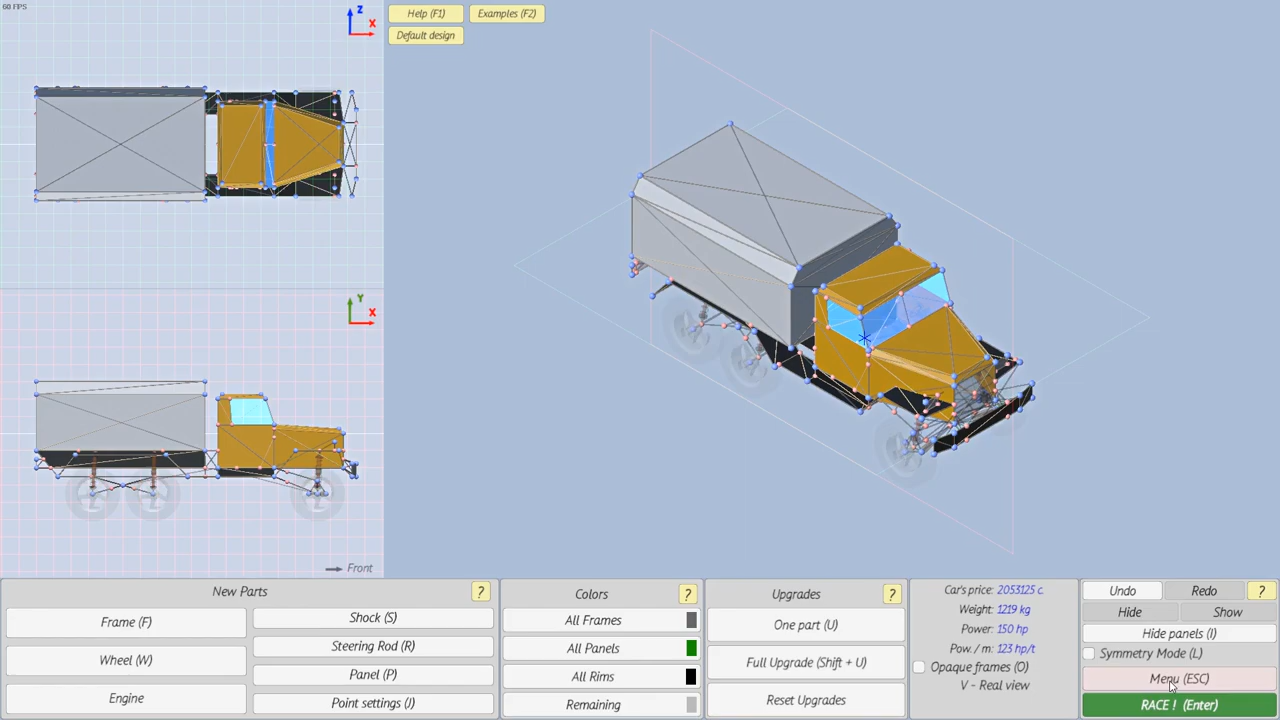 60 FPS
Z
X
Help (F1)
Examples (F2)
Default design
Y
X
Front
New Parts
?
Frame (F)
Shock (S)
Wheel (W)
Steering Rod (R)
Panel (P)
Engine
Point settings (J)
Colors
?
All Frames
All Panels
All Rims
Remaining
Upgrades
?
One part (U)
Full Upgrade (Shift + U)
Reset Upgrades
Car's price: 2053125 c.
Weight: 1219 kg
Power: 150 hp
Pow. / m: 123 hp/t
Opaque frames (O)
V - Real view
Undo
Redo
?
Hide
Show
Hide panels (I)
Symmetry Mode (L)
Menu (ESC)
RACE ! (Enter)